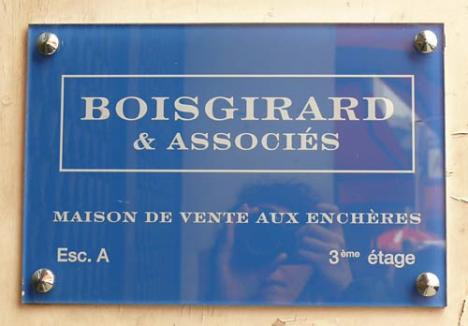 BOISGIRARD
& ASSOCIÉS
MAISON DE VENTE AUX ENCHÈRES
Esc. A 3ème étage